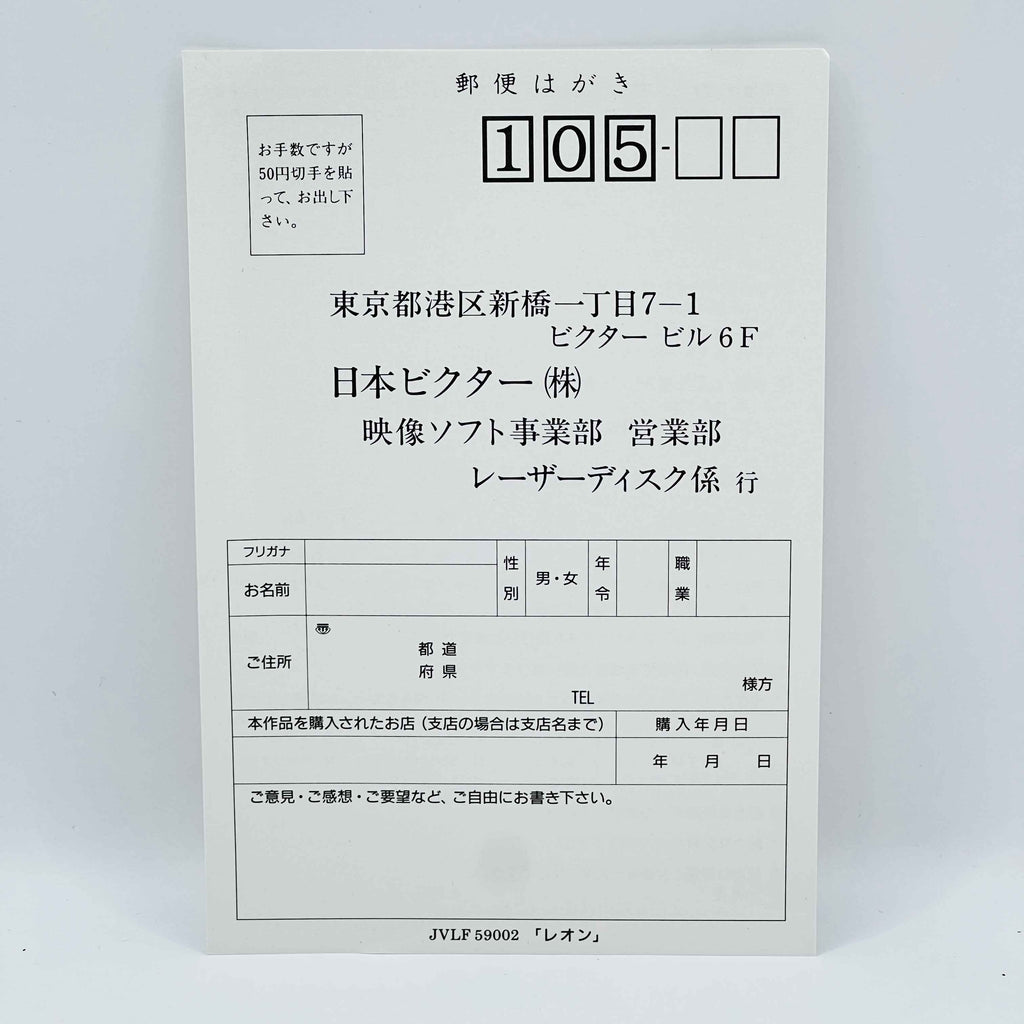 郵便はがき
お手数ですが
50円切手を貼
って、お出し下
さい。
105-
東京都港区新橋一丁目7－1
ビクター ビル6F
日本ビクター㈱
映像ソフト事業部 営業部
レーザーディスク係 行
フリガナ
お名前
性別
男・女
年令
職業
ご住所
〠
都道
府県
TEL
様方
本作品を購入されたお店（支店の場合は支店名まで）
購入年月日
年 月 日
ご意見・ご感想・ご要望など、ご自由にお書き下さい。
JVLF 59002 「レオン」